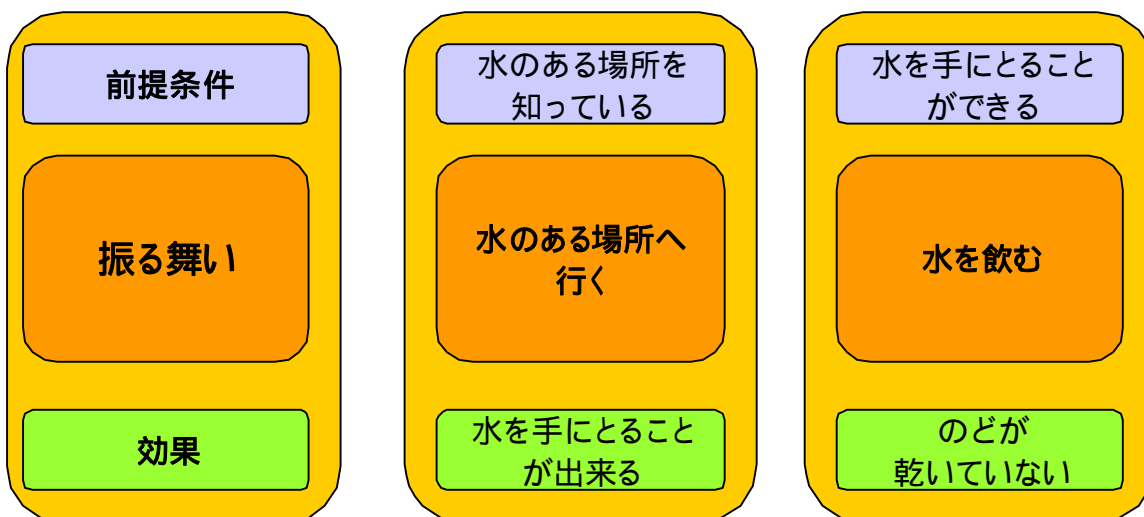 前提条件
振る舞い
効果
水のある場所を
知っている
水のある場所へ
行く
水を手にとること
が出来る
水を手にとること
ができる
水を飲む
のどが
乾いていない